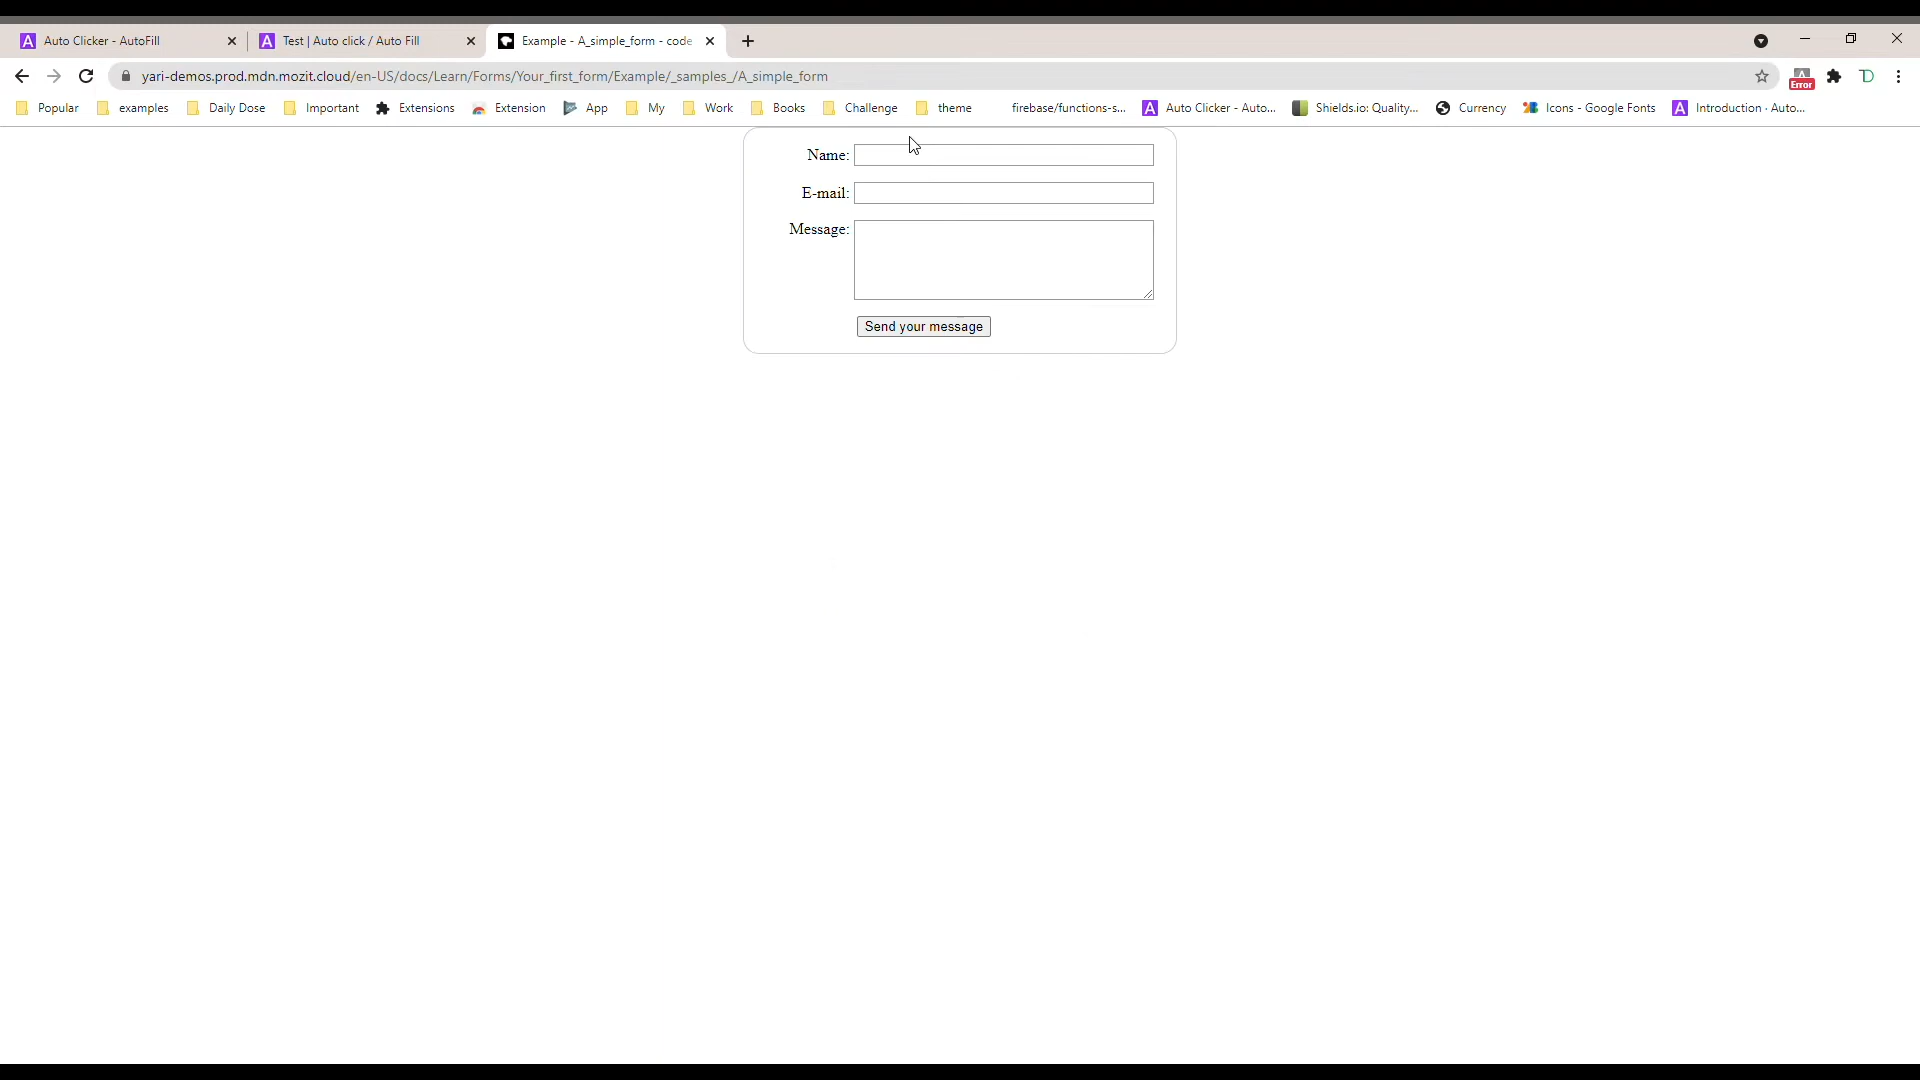 A Auto Clicker - AutoFill
A Test | Auto click / Auto Fill
Example - A_simple_form - code
yari-demos.prod.mdn.mozit.cloud/en-US/docs/Learn/Forms/Your_first_form/Example/_samples_/A_simple_form
A Error
TD
Popular examples Daily Dose Important Extensions Extension App My Work Books Challenge theme firebase/functions-s... A Auto Clicker - Auto... Shields.io: Quality... Currency Icons - Google Fonts A Introduction · Auto...
Name:
E-mail:
Message:
Send your message